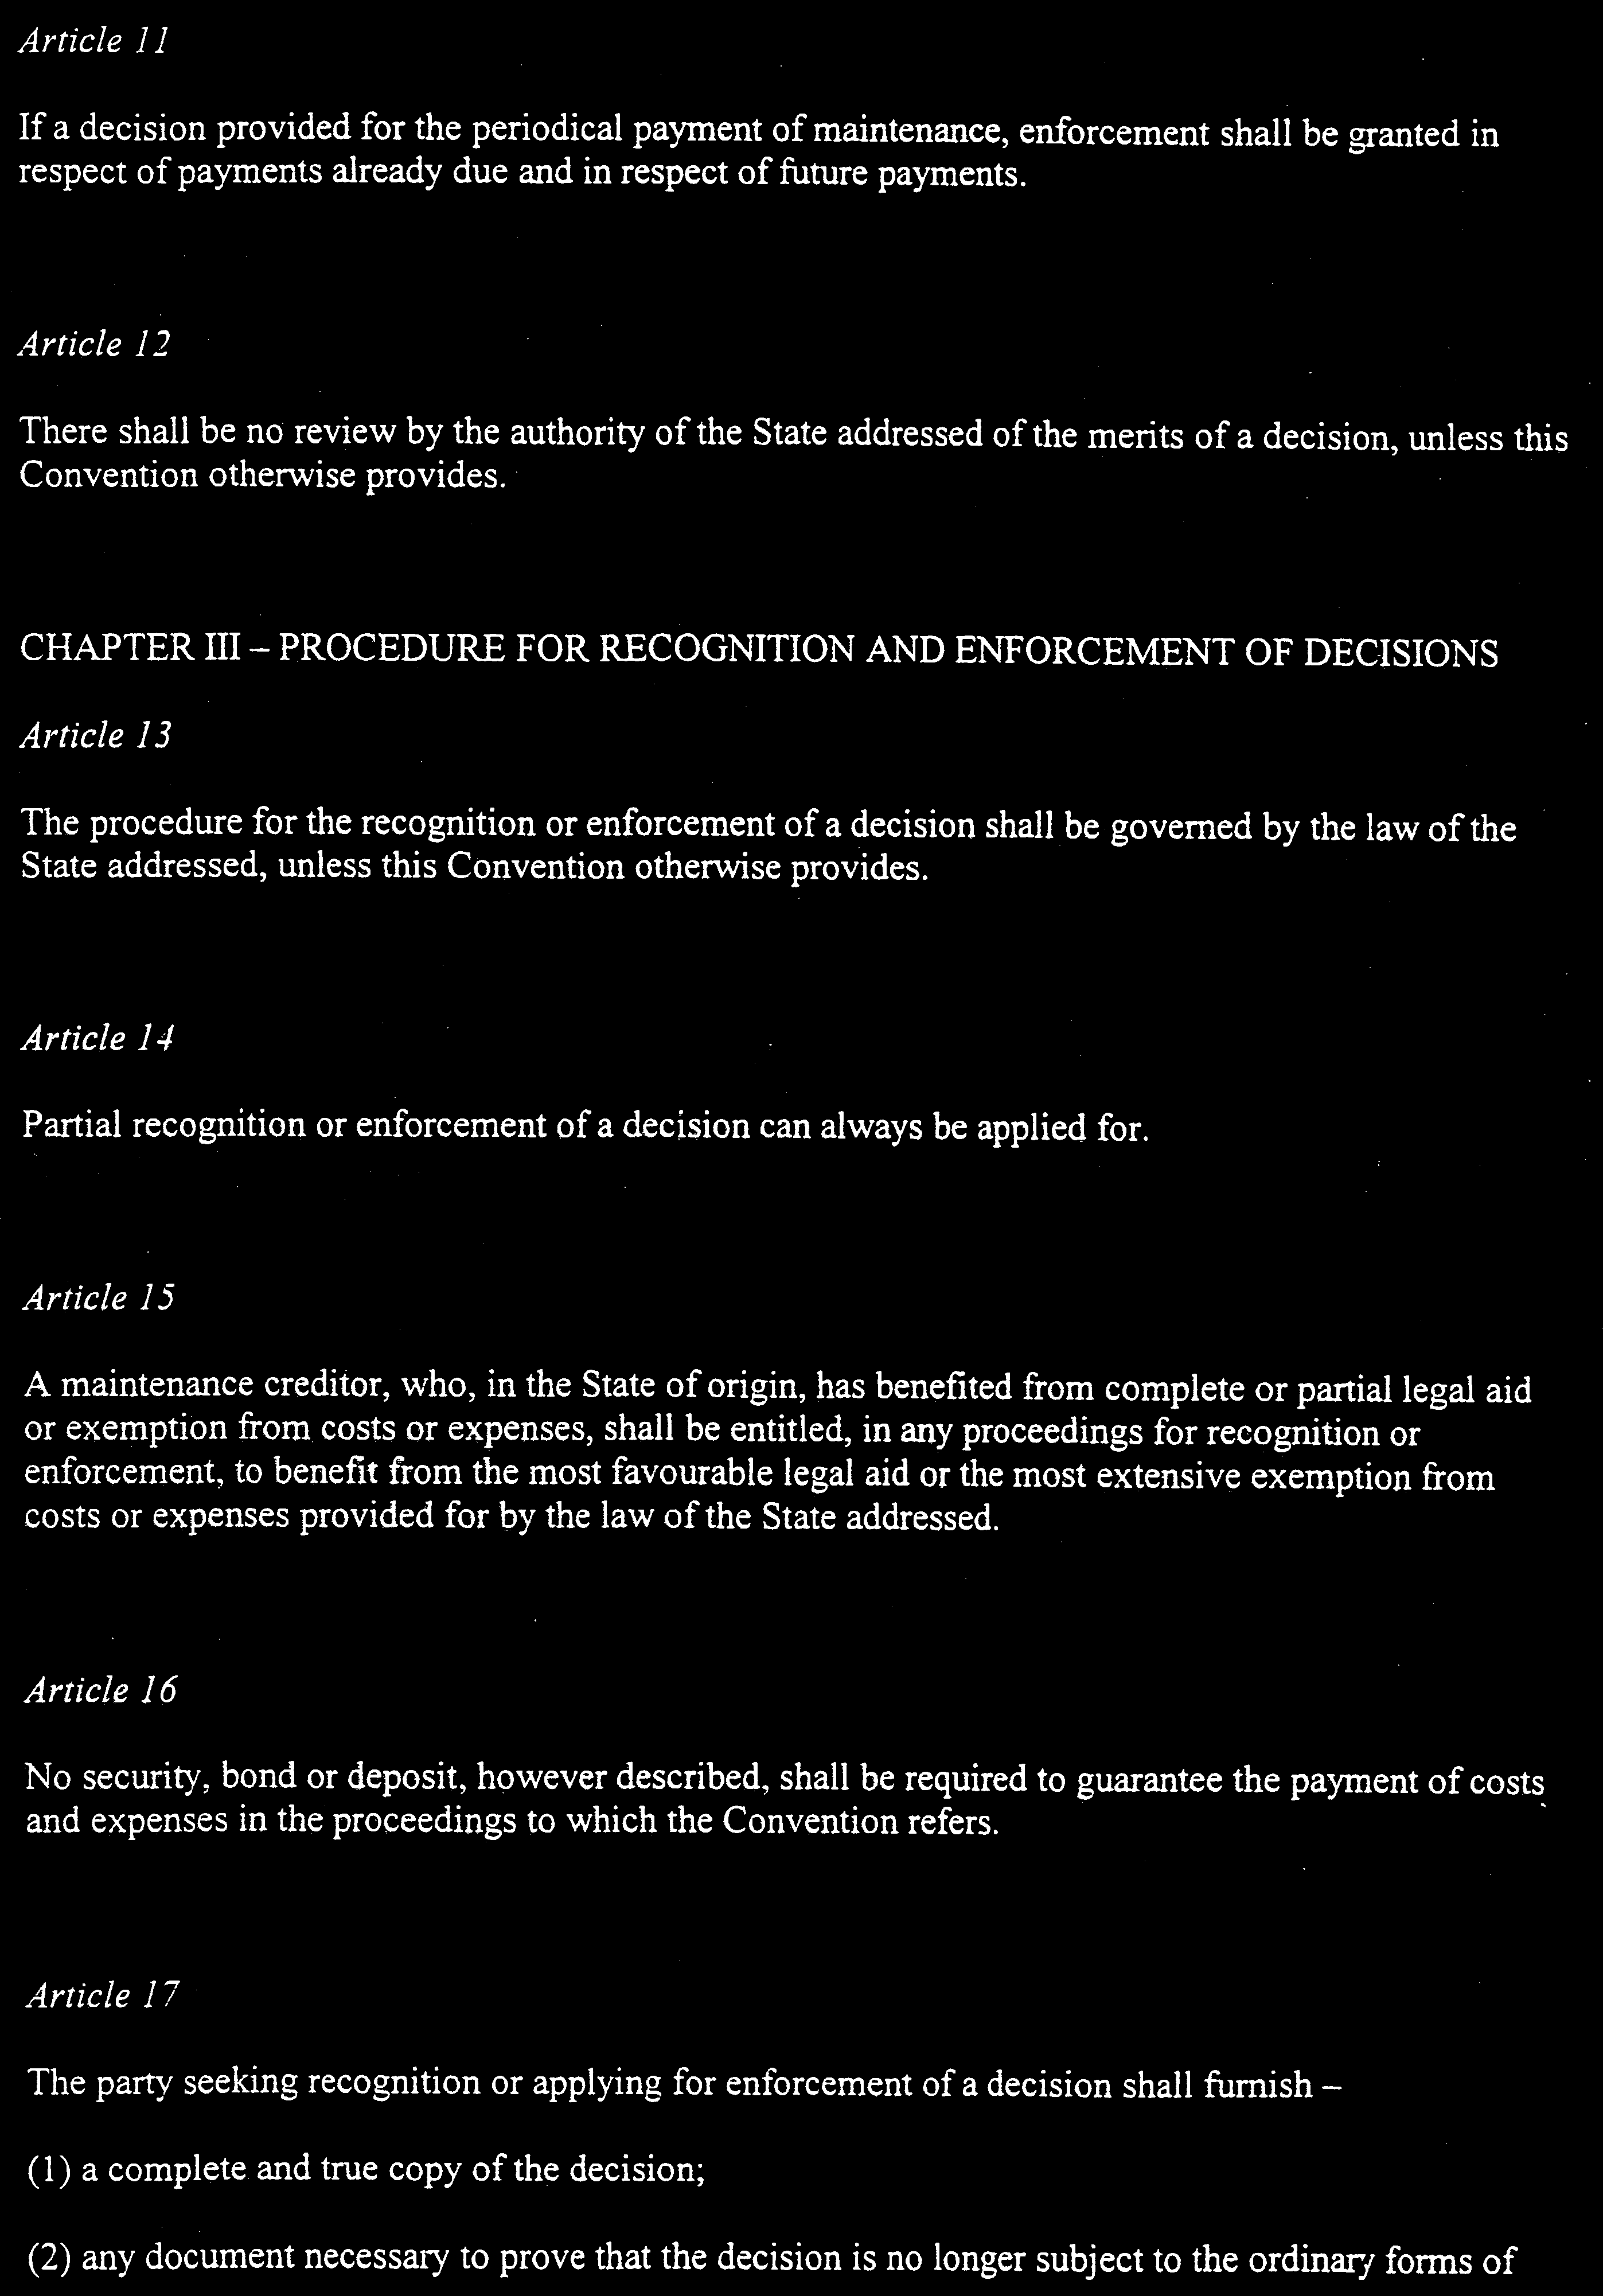 Article 11
If a decision provided for the periodical payment of maintenance, enforcement shall be granted in
respect of payments already due and in respect of future payments.
Article 12
There shall be no review by the authority of the State addressed of the merits of a decision, unless this
Convention otherwise provides.
CHAPTER III – PROCEDURE FOR RECOGNITION AND ENFORCEMENT OF DECISIONS
Article 13
The procedure for the recognition or enforcement of a decision shall be governed by the law of the
State addressed, unless this Convention otherwise provides.
Article 14
Partial recognition or enforcement of a decision can always be applied for.
Article 15
A maintenance creditor, who, in the State of origin, has benefited from complete or partial legal aid
or exemption from costs or expenses, shall be entitled, in any proceedings for recognition or
enforcement, to benefit from the most favourable legal aid or the most extensive exemption from
costs or expenses provided for by the law of the State addressed.
Article 16
No security, bond or deposit, however described, shall be required to guarantee the payment of costs
and expenses in the proceedings to which the Convention refers.
Article 17
The party seeking recognition or applying for enforcement of a decision shall furnish –
(1) a complete and true copy of the decision;
(2) any document necessary to prove that the decision is no longer subject to the ordinary forms of